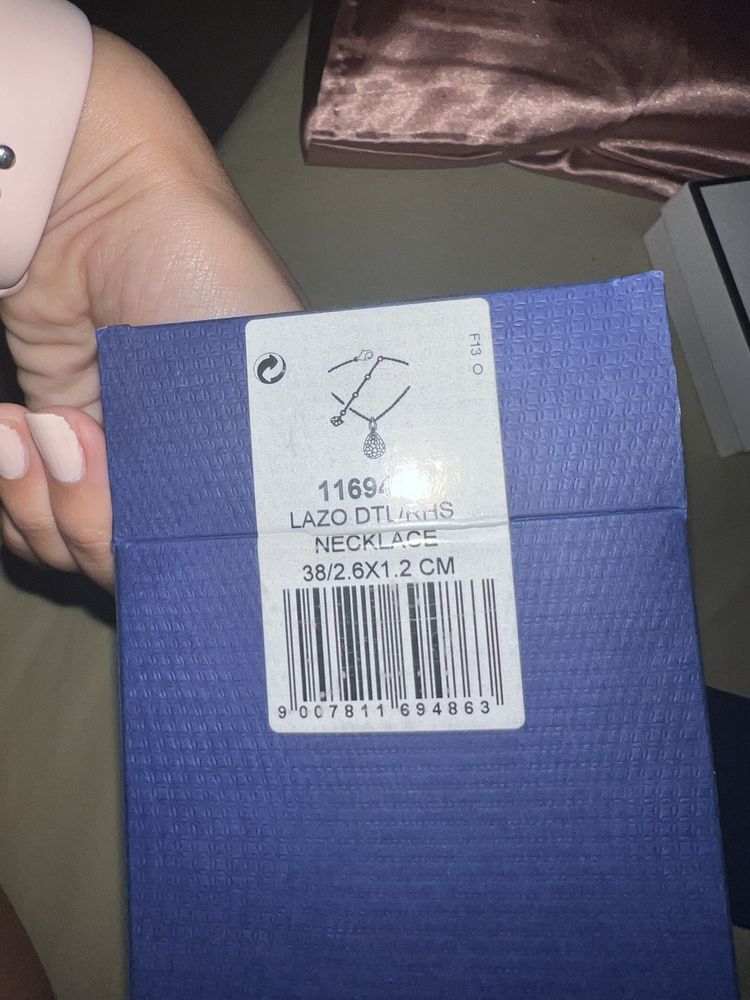 F13 O
LAZO DTL/RHS
NECKLACE
38/2.6X1.2 CM
9 007811 694863